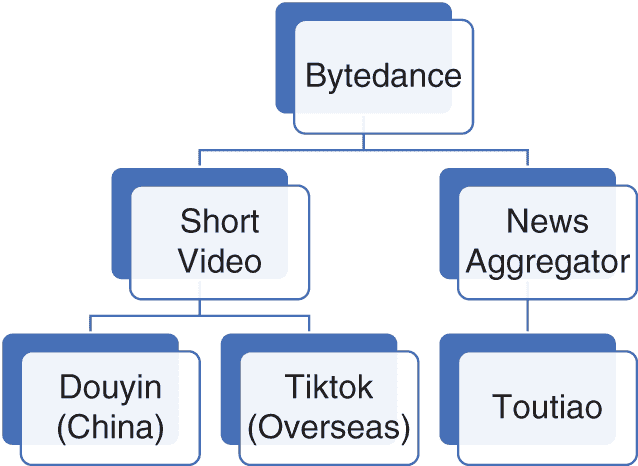 Bytedance
Short
Video
News
Aggregator
Douyin
(China)
Tiktok
(Overseas)
Toutiao